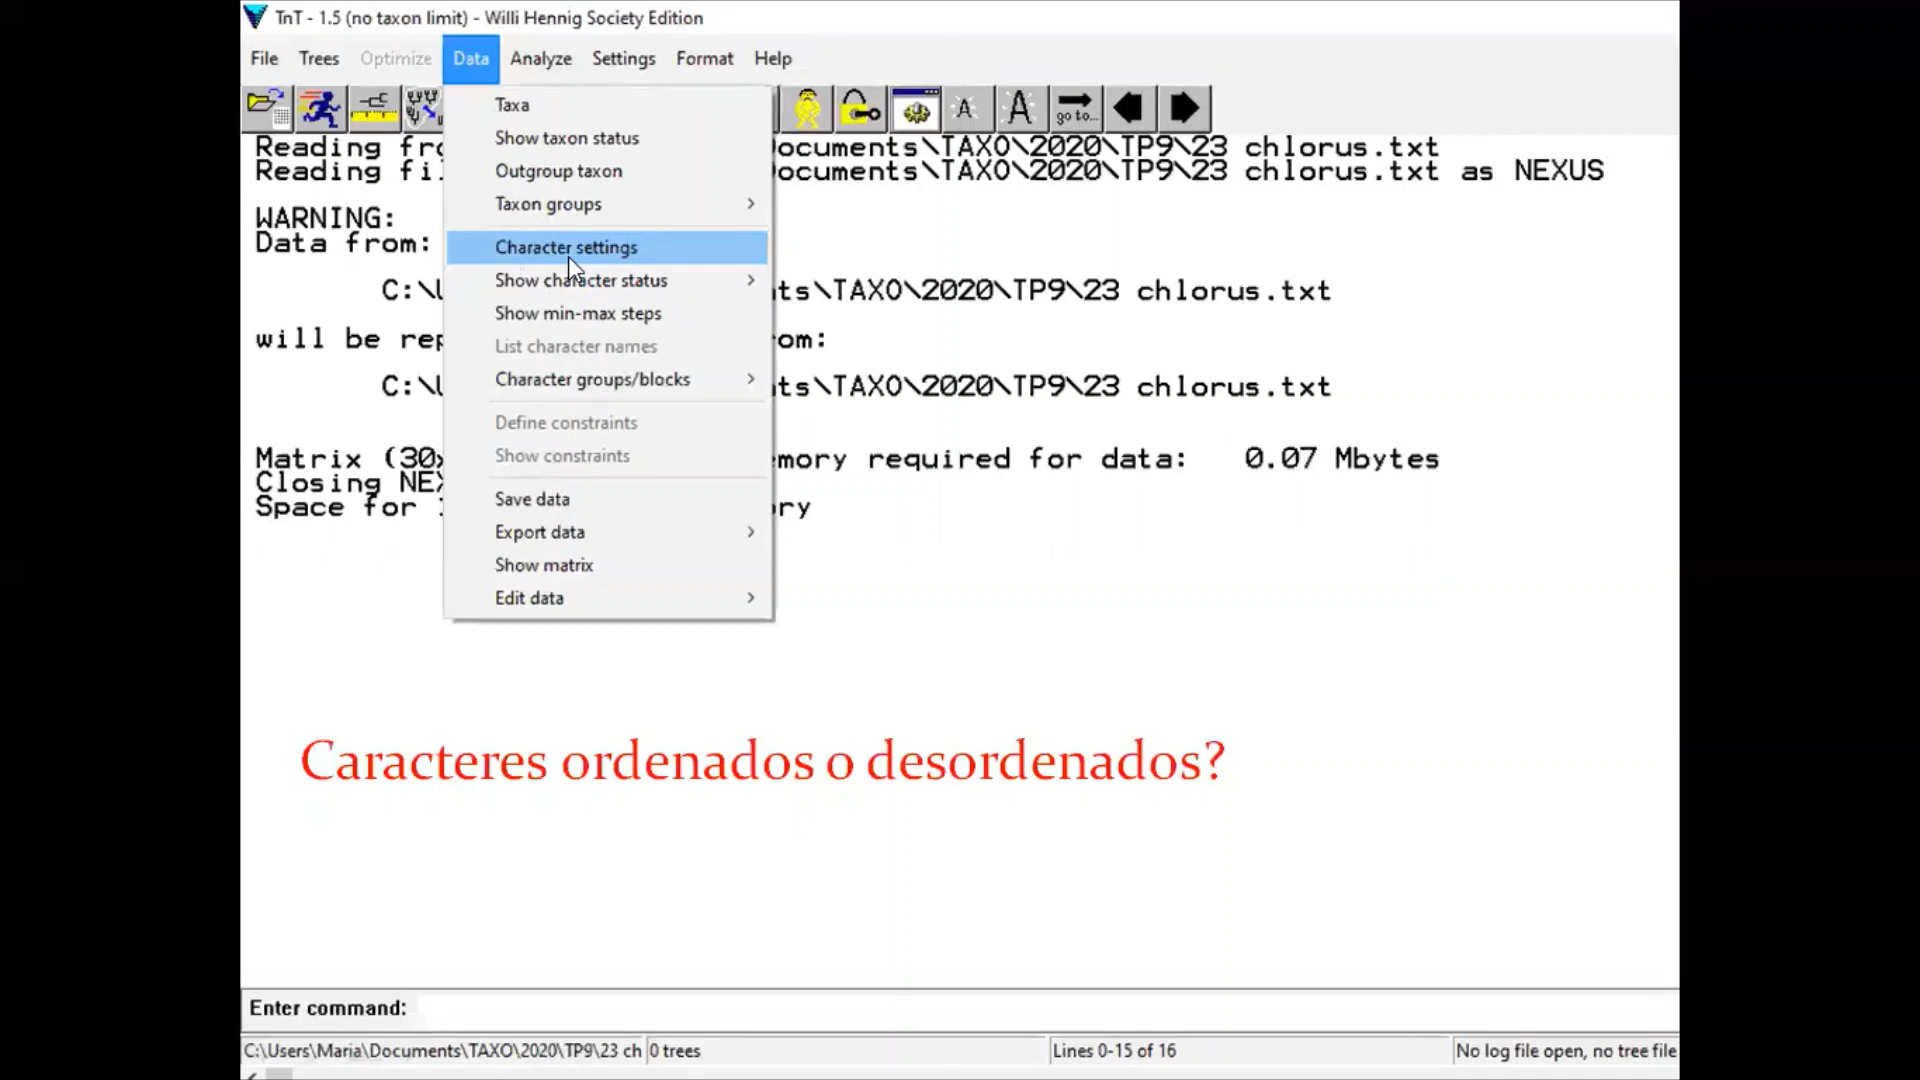 TnT - 1.5 (no taxon limit) - Willi Hennig Society Edition
File Trees Optimize Data Analyze Settings Format Help
A A go to...
Taxa
Show taxon status
Outgroup taxon
Taxon groups
Character settings
Show character status
Show min-max steps
List character names
Character groups/blocks
Define constraints
Show constraints
Save data
Export data
Show matrix
Edit data
Reading ocuments\TAXO\2020\TP9\23 chlorus.txt
Reading ocuments\TAXO\2020\TP9\23 chlorus.txt as NEXUS
WARNING:
Data from:
C:\ ts\TAXO\2020\TP9\23 chlorus.txt
will be om:
C:\ ts\TAXO\2020\TP9\23 chlorus.txt
Matrix (30 mory required for data: 0.07 Mbytes
Closing
Space for ry
Caracteres ordenados o desordenados?
Enter command:
C:\Users\Maria\Documents\TAXO\2020\TP9\23 ch 0 trees Lines 0-15 of 16 No log file open, no tree file